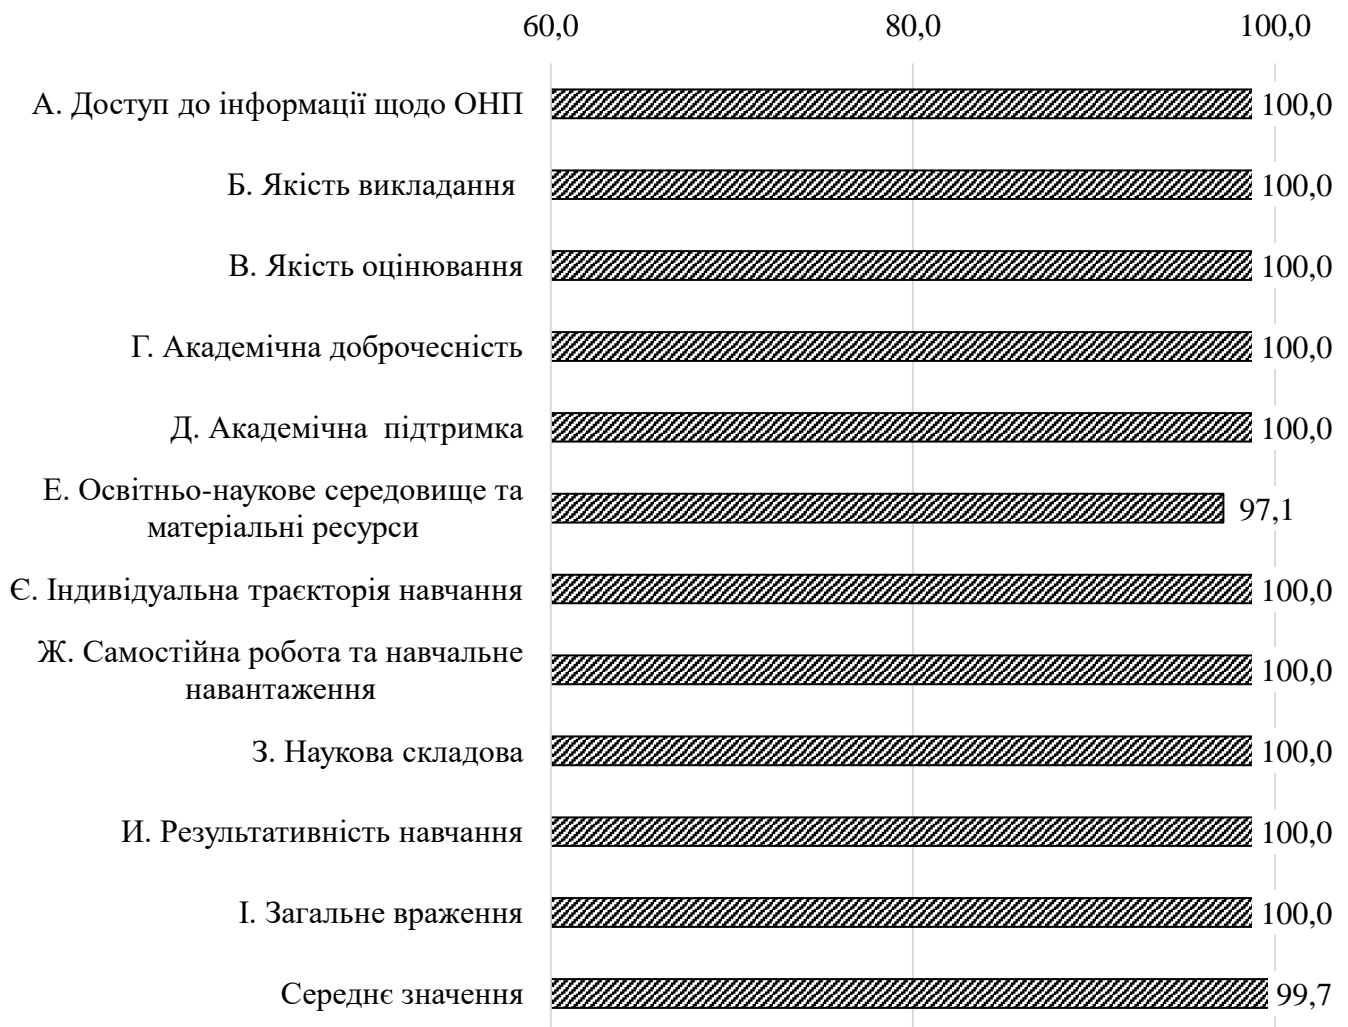 60,0 80,0 100,0
А. Доступ до інформації щодо ОНП 100,0
Б. Якість викладання 100,0
В. Якість оцінювання 100,0
Г. Академічна доброчесність 100,0
Д. Академічна підтримка 100,0
Е. Освітньо-наукове середовище та
матеріальні ресурси 97,1
Є. Індивідуальна траєкторія навчання 100,0
Ж. Самостійна робота та навчальне
навантаження 100,0
З. Наукова складова 100,0
И. Результативність навчання 100,0
І. Загальне враження 100,0
Середнє значення 99,7